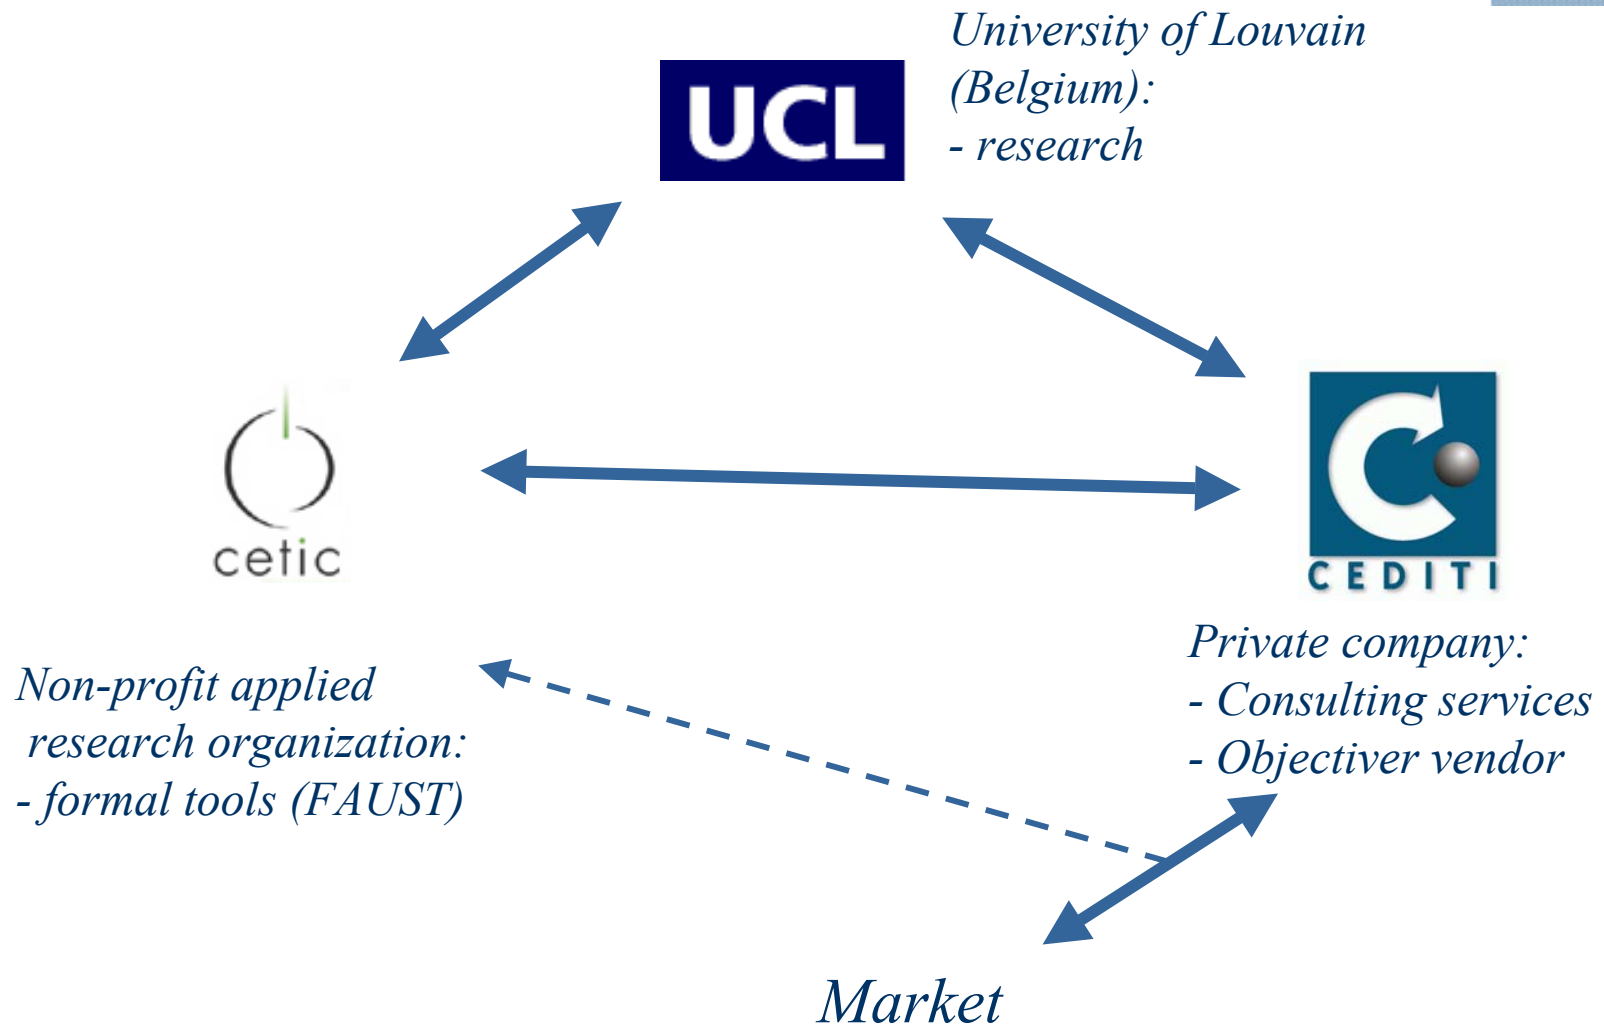 University of Louvain
(Belgium):
- research
UCL
cetic
CEDITI
Non-profit applied
research organization:
- formal tools (FAUST)
Private company:
- Consulting services
- Objectiver vendor
Market